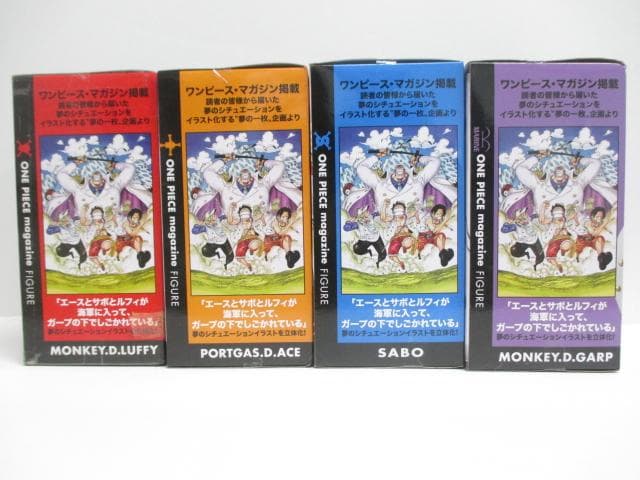 ワンピース・マガジン掲載
読者の皆様から届いた
夢のシチュエーションを
イラスト化する"夢の一枚"企画より
ONE PIECE magazine FIGURE
『エースとサボとルフィが
海軍に入って、
ガープの下でしごかれている』
夢のシチュエーションイラストを立体化!
MONKEY.D.LUFFY
ワンピース・マガジン掲載
読者の皆様から届いた
夢のシチュエーションを
イラスト化する"夢の一枚"企画より
ONE PIECE magazine FIGURE
『エースとサボとルフィが
海軍に入って、
ガープの下でしごかれている』
夢のシチュエーションイラストを立体化!
PORTGAS.D.ACE
ワンピース・マガジン掲載
読者の皆様から届いた
夢のシチュエーションを
イラスト化する"夢の一枚"企画より
ONE PIECE magazine FIGURE
『エースとサボとルフィが
海軍に入って、
ガープの下でしごかれている』
夢のシチュエーションイラストを立体化!
SABO
ワンピース・マガジン掲載
読者の皆様から届いた
夢のシチュエーションを
イラスト化する"夢の一枚"企画より
MARINE
ONE PIECE magazine FIGURE
『エースとサボとルフィが
海軍に入って、
ガープの下でしごかれている』
夢のシチュエーションイラストを立体化!
MONKEY.D.GARP